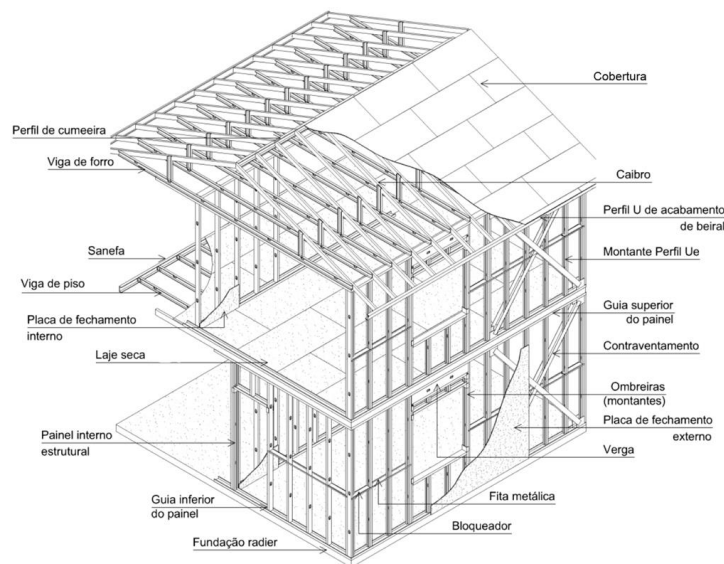 Cobertura
Perfil de cumeeira
Viga de forro
Caibro
Perfil U de acabamento
de beiral
Sanefa
Montante Perfil Ue
Viga de piso
Guia superior
do painel
Placa de fechamento
interno
Contraventamento
Laje seca
Ombreiras
(montantes)
Painel interno
estrutural
Placa de fechamento
externo
Verga
Guia inferior
do painel
Fita metálica
Bloqueador
Fundação radier